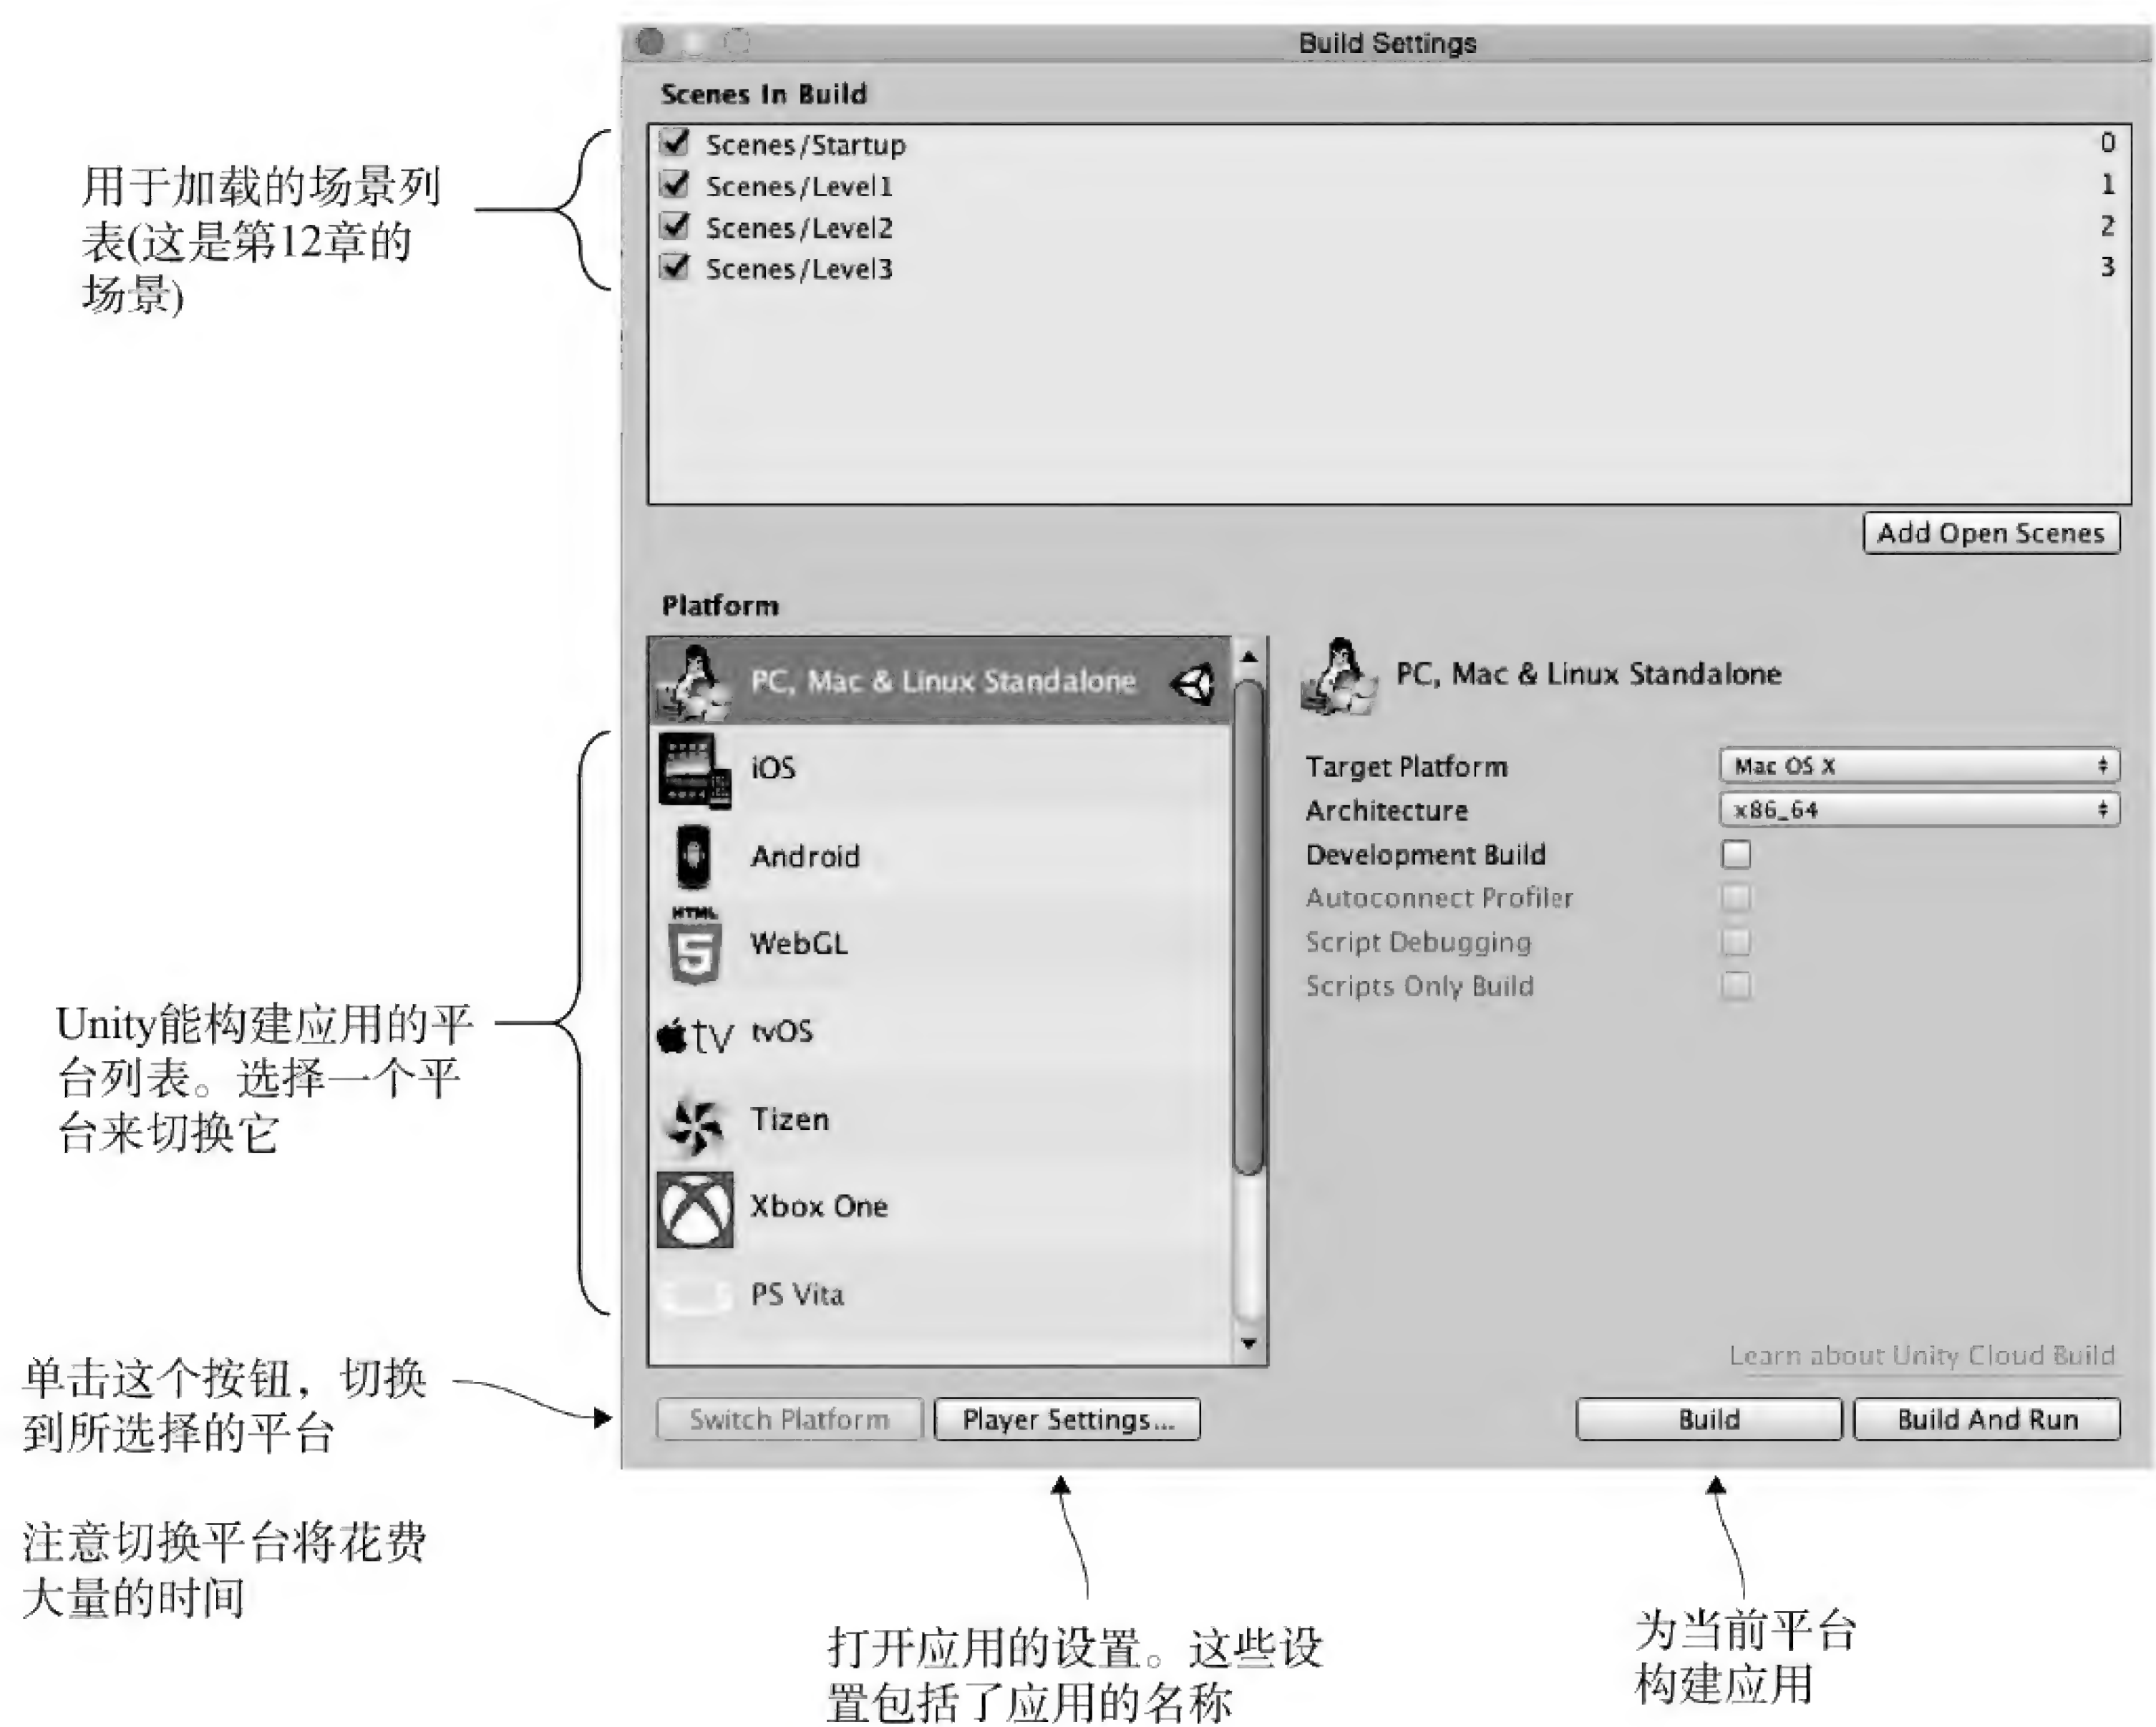 Build Settings
Scenes In Build
Scenes/Startup 0
Scenes/Level1 1
Scenes/Level2 2
Scenes/Level3 3
用于加载的场景列
表(这是第12章的
场景)
Add Open Scenes
Platform
PC, Mac & Linux Standalone
iOS
Android
HTML
5
WebGL
tv
tvOS
Tizen
Xbox One
PS Vita
Unity能构建应用的平
台列表。选择一个平
台来切换它
PC, Mac & Linux Standalone
Target Platform Mac OS X
Architecture x86_64
Development Build
Autoconnect Profiler
Script Debugging
Scripts Only Build
Learn about Unity Cloud Build
Switch Platform
Player Settings...
Build
Build And Run
单击这个按钮，切换
到所选择的平台
注意切换平台将花费
大量的时间
打开应用的设置。这些设
置包括了应用的名称
为当前平台
构建应用